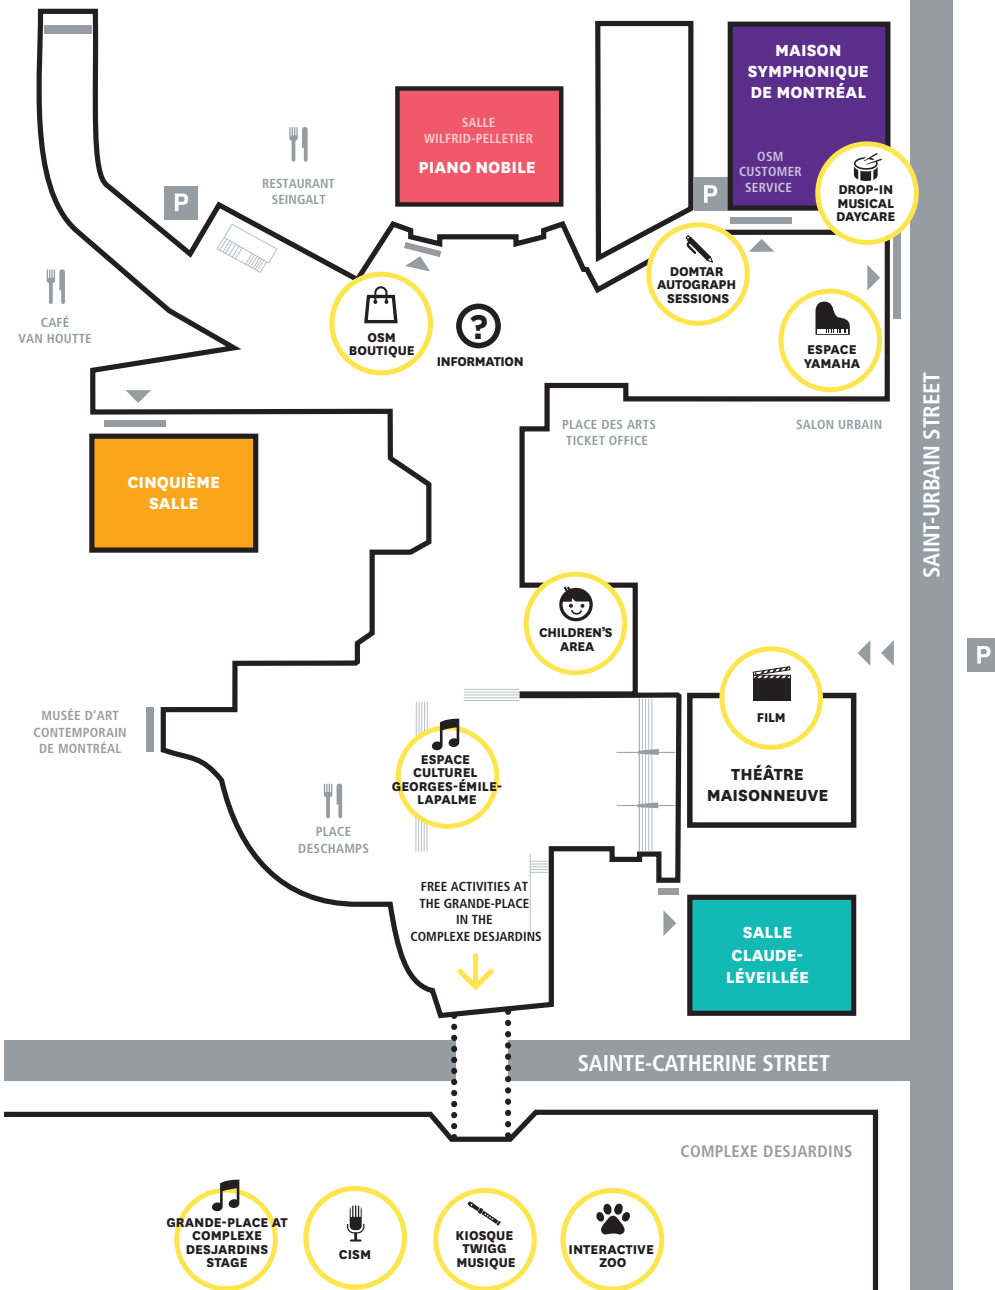 MAISON
SYMPHONIQUE
DE MONTRÉAL
OSM
CUSTOMER
SERVICE
DROP-IN
MUSICAL
DAYCARE
SALLE
WILFRID-PELLETIER
PIANO NOBILE
RESTAURANT
SEINGALT
P
P
DOMTAR
AUTOGRAPH
SESSIONS
CAFÉ
VAN HOUTTE
OSM
BOUTIQUE
?
INFORMATION
ESPACE
YAMAHA
PLACE DES ARTS
TICKET OFFICE
SALON URBAIN
SAINT-URBAIN STREET
CINQUIÈME
SALLE
CHILDREN'S
AREA
P
FILM
THÉÂTRE
MAISONNEUVE
MUSÉE D'ART
CONTEMPORAIN
DE MONTRÉAL
ESPACE
CULTUREL
GEORGES-ÉMILE-
LAPALME
PLACE
DESCHAMPS
FREE ACTIVITIES AT
THE GRANDE-PLACE
IN THE
COMPLEXE DESJARDINS
SALLE
CLAUDE-
LÉVEILLÉE
SAINTE-CATHERINE STREET
COMPLEXE DESJARDINS
GRANDE-PLACE AT
COMPLEXE
DESJARDINS
STAGE
CISM
KIOSQUE
TWIGG
MUSIQUE
INTERACTIVE
ZOO